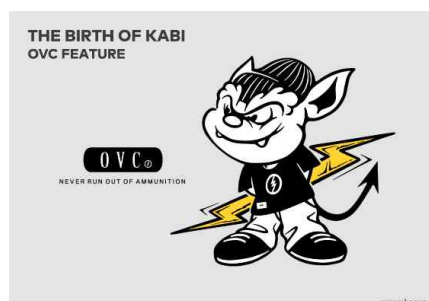 THE BIRTH OF KABI
OVC FEATURE
OVC
NEVER RUN OUT OF AMMUNITION